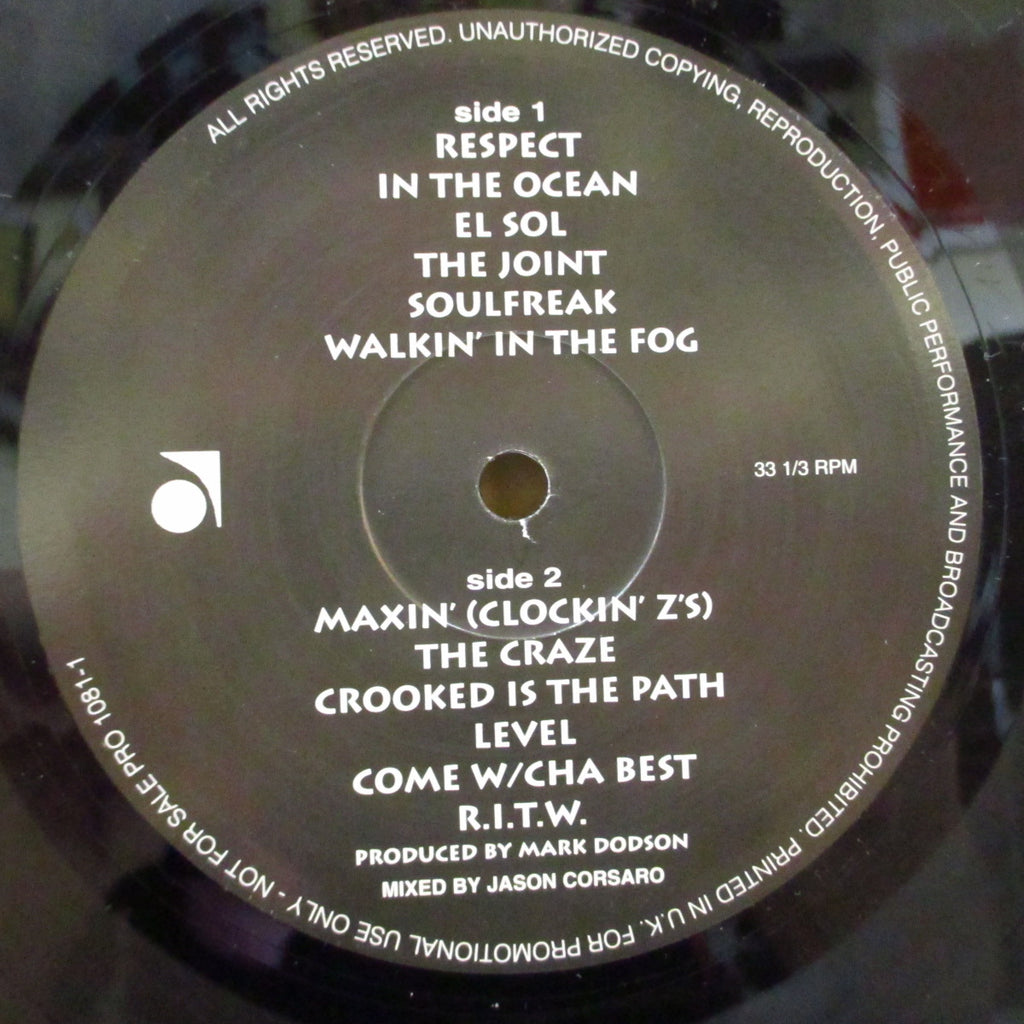 ALL RIGHTS RESERVED. UNAUTHORIZED COPYING, REPRODUCTION, PUBLIC PERFORMANCE AND BROADCASTING PROHIBITED. PRINTED IN U.K. FOR PROMOTIONAL USE ONLY - NOT FOR SALE PRO 1081-1
side 1
RESPECT
IN THE OCEAN
EL SOL
THE JOINT
SOULFREAK
WALKIN' IN THE FOG
33 1/3 RPM
side 2
MAXIN' (CLOCKIN' Z'S)
THE CRAZE
CROOKED IS THE PATH
LEVEL
COME W/CHA BEST
R.I.T.W.
PRODUCED BY MARK DODSON
MIXED BY JASON CORSARO